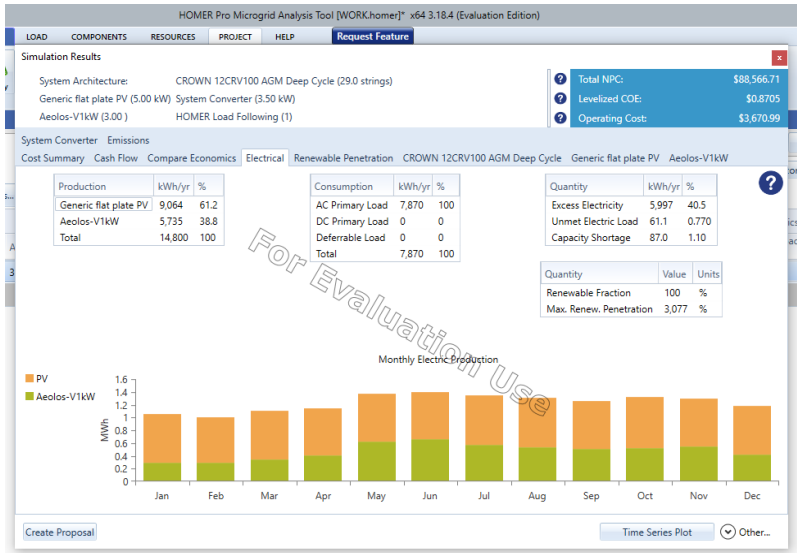 HOMER Pro Microgrid Analysis Tool [WORK.homer]* x64 3.18.4 (Evaluation Edition)
LOAD COMPONENTS RESOURCES PROJECT HELP Request Feature
Simulation Results x
System Architecture: CROWN 12CRV100 AGM Deep Cycle (29.0 strings)
Generic flat plate PV (5.00 kW) System Converter (3.50 kW)
Aeolos-V1kW (3.00 ) HOMER Load Following (1)
? Total NPC: $88,566.71
? Levelized COE: $0.8705
? Operating Cost: $3,670.99
System Converter Emissions
Cost Summary Cash Flow Compare Economics Electrical Renewable Penetration CROWN 12CRV100 AGM Deep Cycle Generic flat plate PV Aeolos-V1kW
?
Production kWh/yr %
Generic flat plate PV 9,064 61.2
Aeolos-V1kW 5,735 38.8
Total 14,800 100
Consumption kWh/yr %
AC Primary Load 7,870 100
DC Primary Load 0 0
Deferrable Load 0 0
Total 7,870 100
Quantity kWh/yr %
Excess Electricity 5,997 40.5
Unmet Electric Load 61.1 0.770
Capacity Shortage 87.0 1.10
Quantity Value Units
Renewable Fraction 100 %
Max. Renew. Penetration 3,077 %
For Evaluation Use
Monthly Electric Production
PV
Aeolos-V1kW
MWh
1.6
1.4
1.2
1
0.8
0.6
0.4
0.2
0
Jan Feb Mar Apr May Jun Jul Aug Sep Oct Nov Dec
Create Proposal Time Series Plot Other...